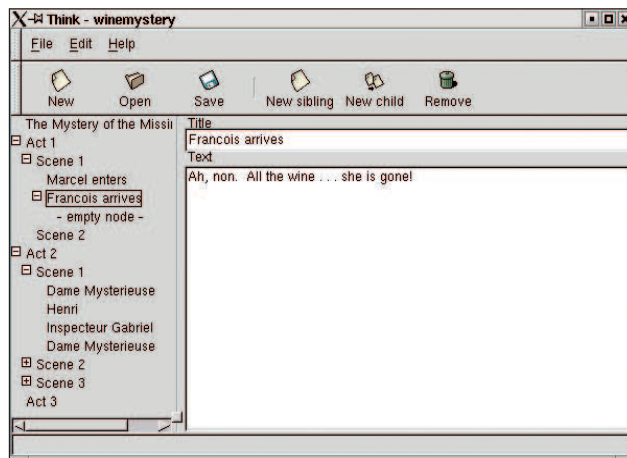 Think - winemystery
File Edit Help
New Open Save New sibling New child Remove
The Mystery of the Missi
Act 1
Scene 1
Marcel enters
Francois arrives
- empty node -
Scene 2
Act 2
Scene 1
Dame Mysterieuse
Henri
Inspecteur Gabriel
Dame Mysterieuse
Scene 2
Scene 3
Act 3
Title
Francois arrives
Text
Ah, non. All the wine . . . she is gone!